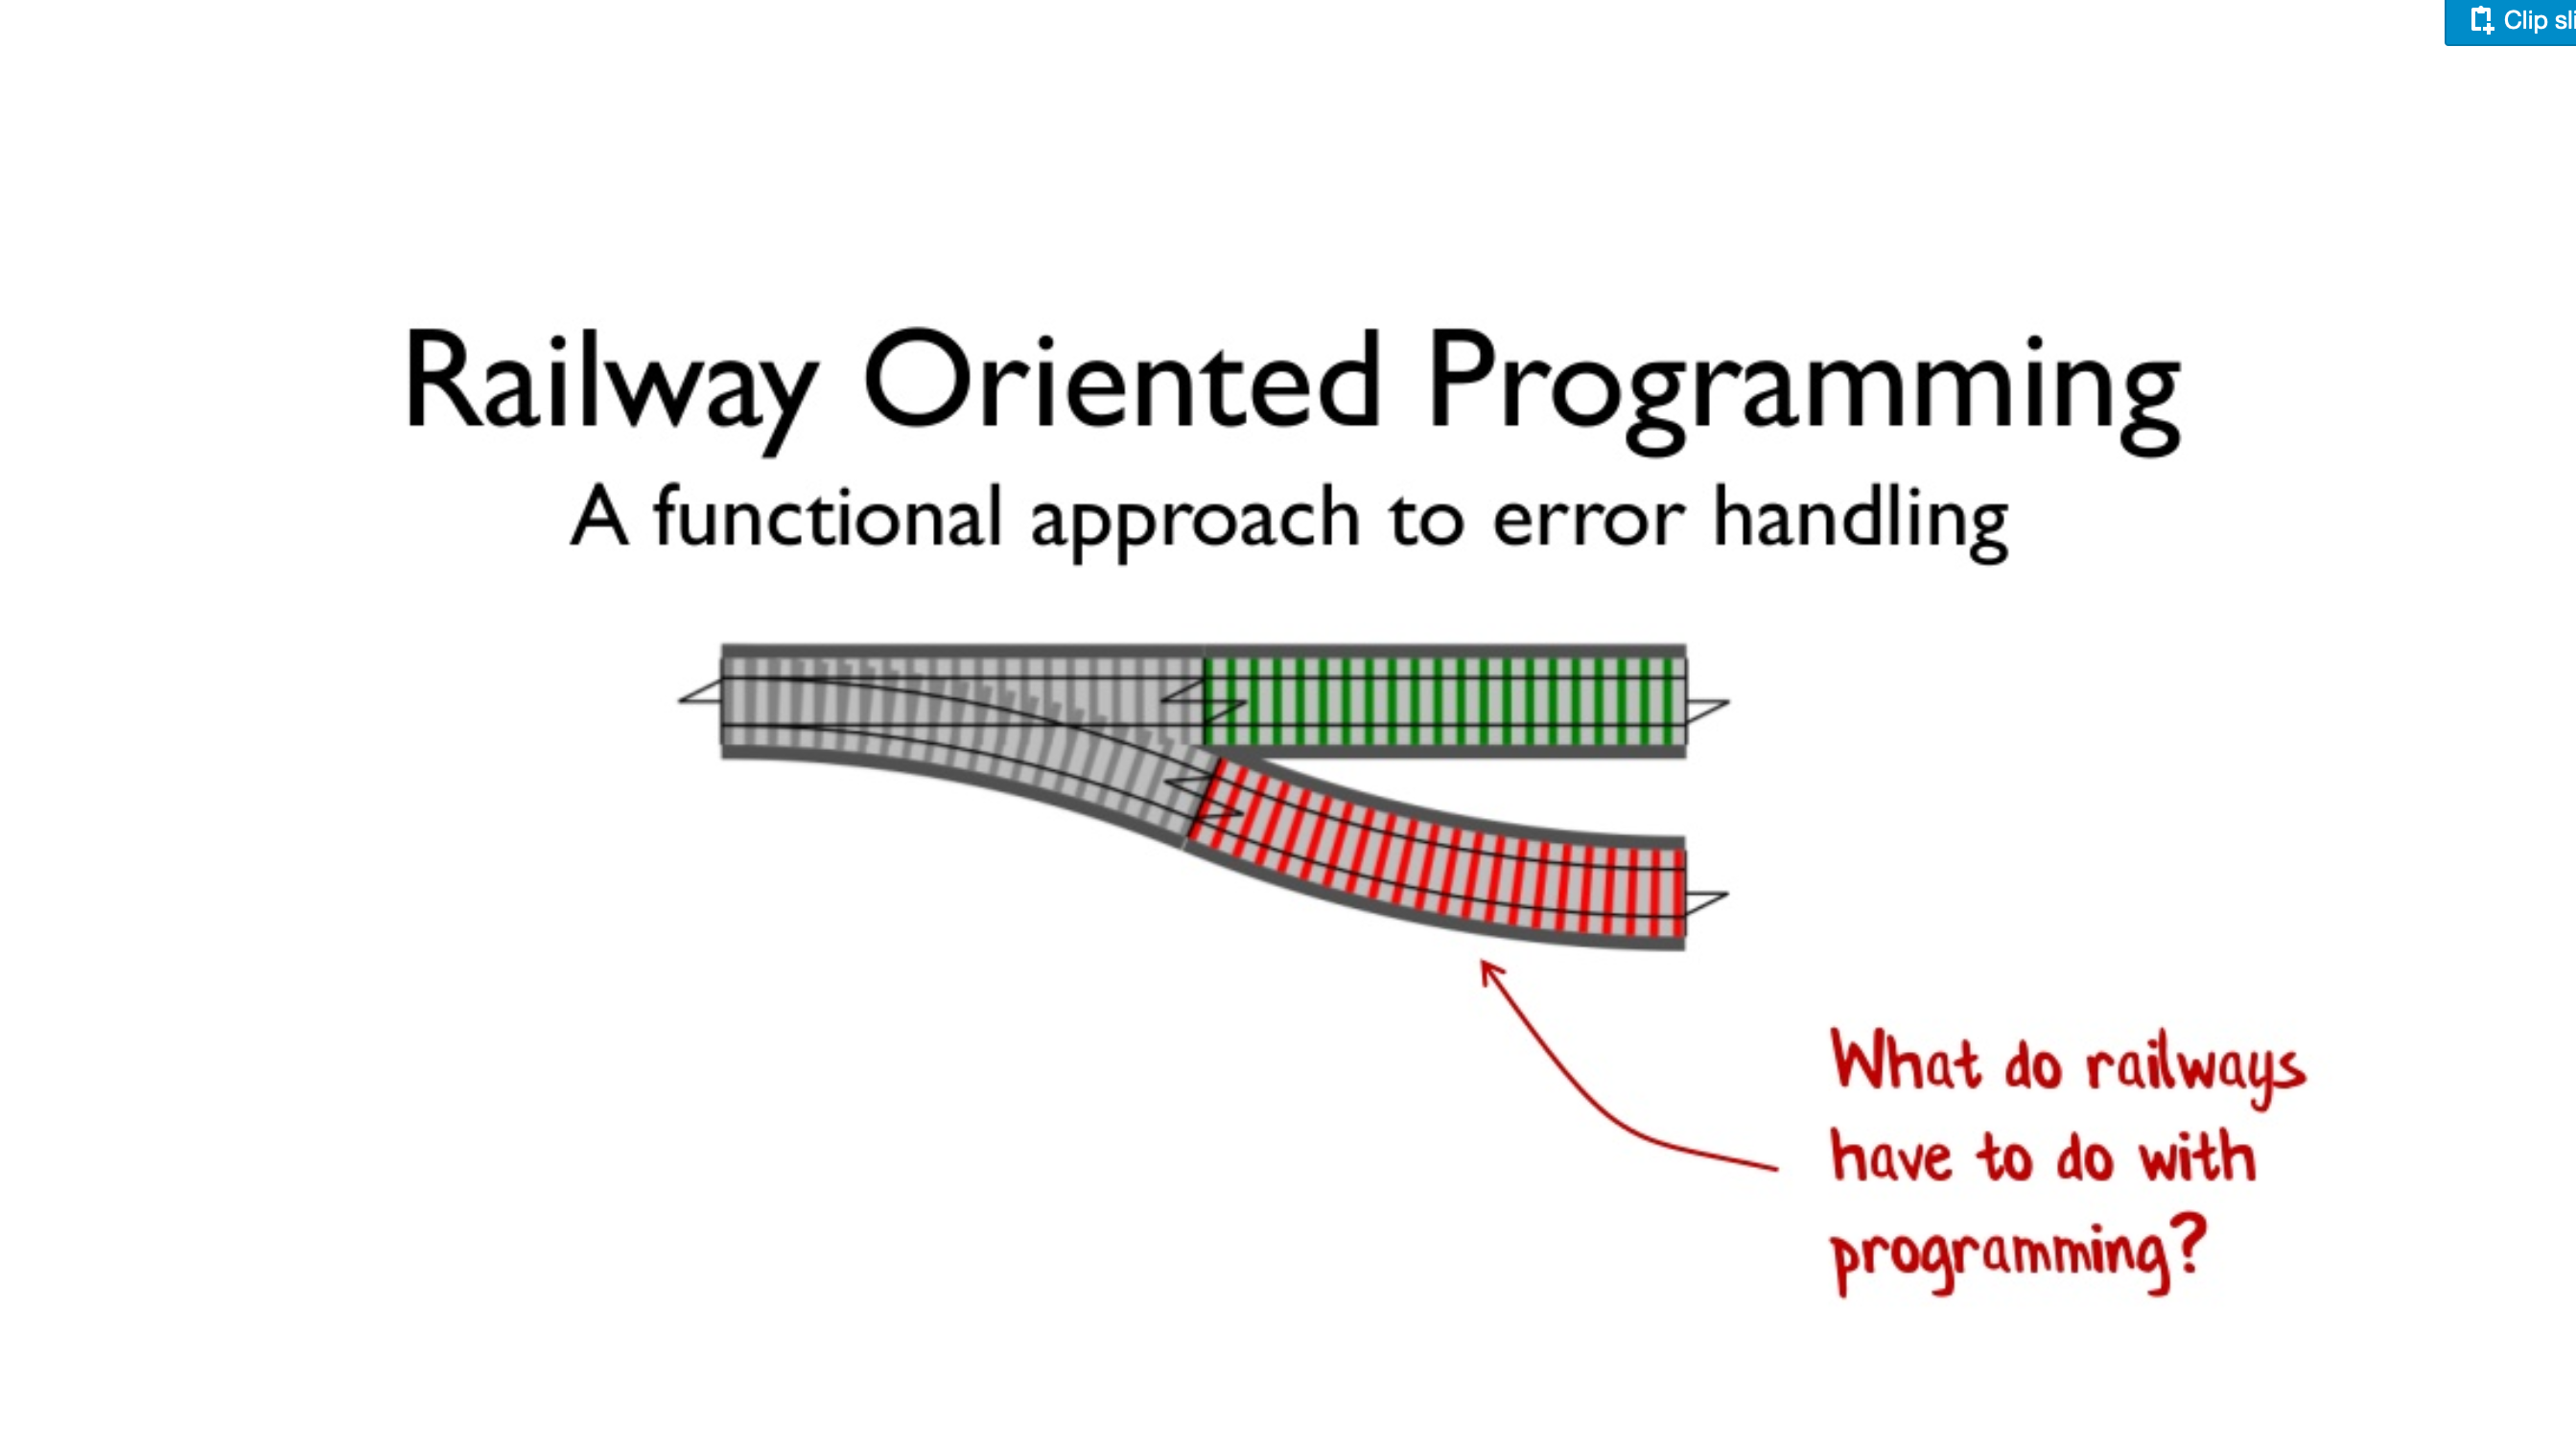 Clip sli
Railway Oriented Programming
A functional approach to error handling
What do railways
have to do with
programming?